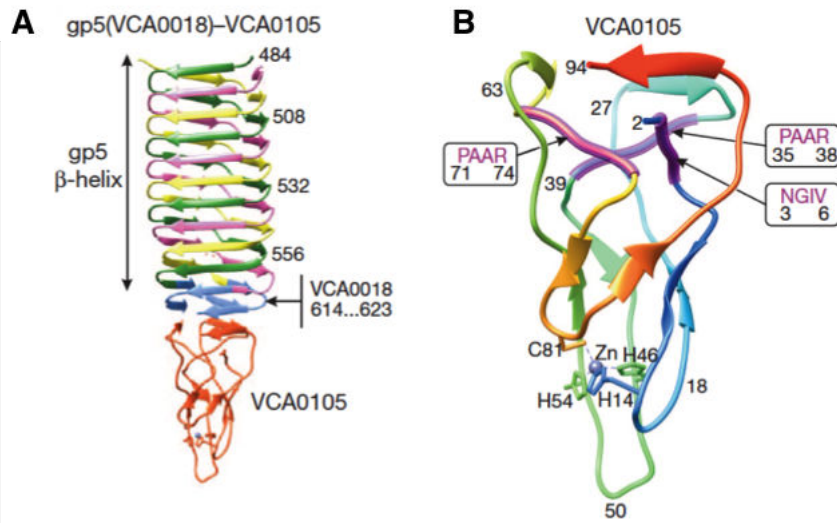 A
gp5(VCA0018)–VCA0105
484
508
gp5
β-helix
532
556
VCA0018
614...623
VCA0105
B
VCA0105
63
94
27
2
PAAR
71 74
39
PAAR
35 38
NGIV
3 6
C81
Zn
H46
H54
H14
18
50